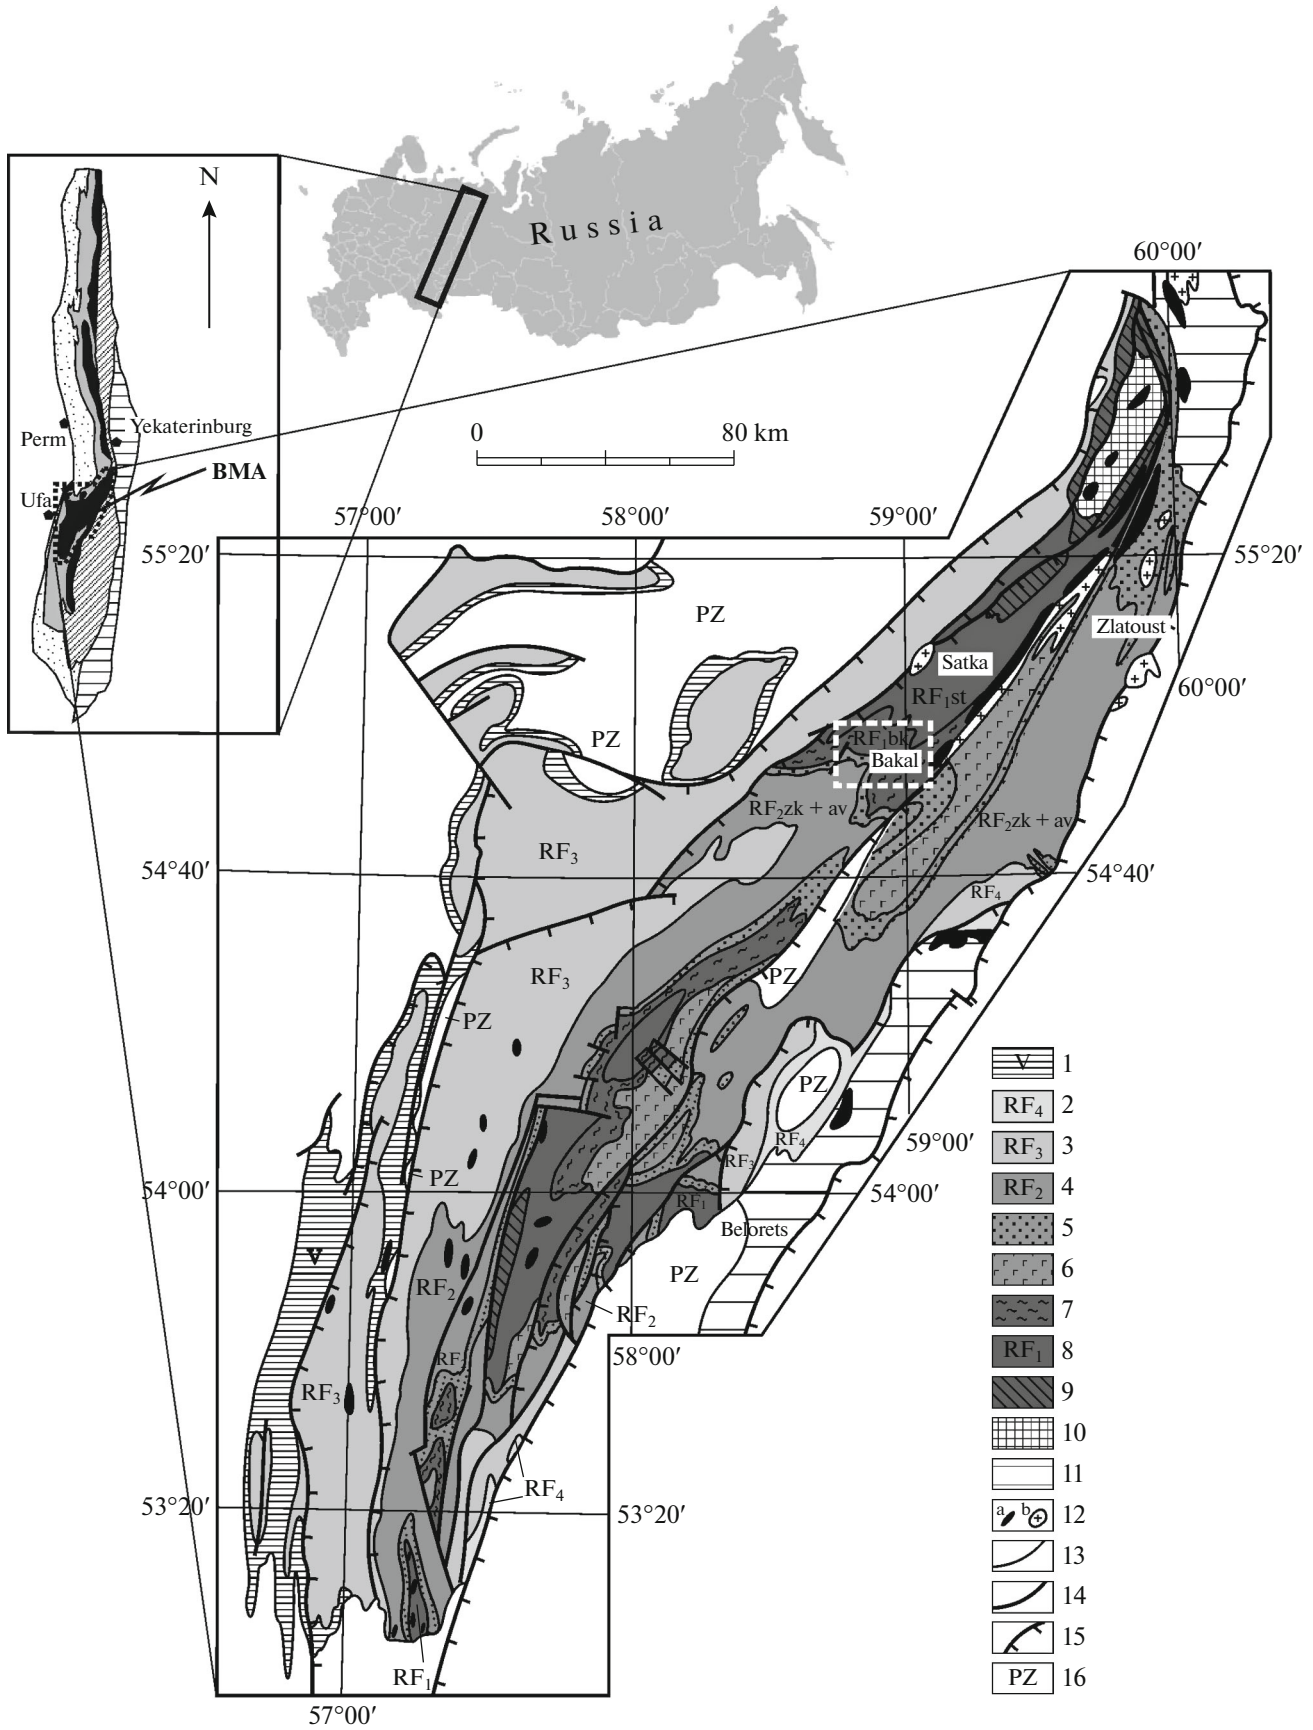 Russia
N
Perm
Yekaterinburg
BMA
Ufa
0 80 km
60°00′
57°00′ 58°00′ 59°00′
55°20′ 55°20′
PZ
Zlatoust
Satka
RF₁st
60°00′
PZ
RF₁bk
Bakal
RF₂zk + av
RF₂zk + av
RF₃
54°40′ 54°40′
RF₄
RF₃
PZ
PZ
PZ
RF₄
59°00′
RF₃
PZ
54°00′ 54°00′
RF₁
Belorets
V
PZ
RF₂
RF₂
58°00′
RF
RF₃
RF₄
53°20′ 53°20′
RF₁
57°00′
V 1
RF₄ 2
RF₃ 3
RF₂ 4
5
6
7
RF₁ 8
9
10
11
a b 12
13
14
15
PZ 16